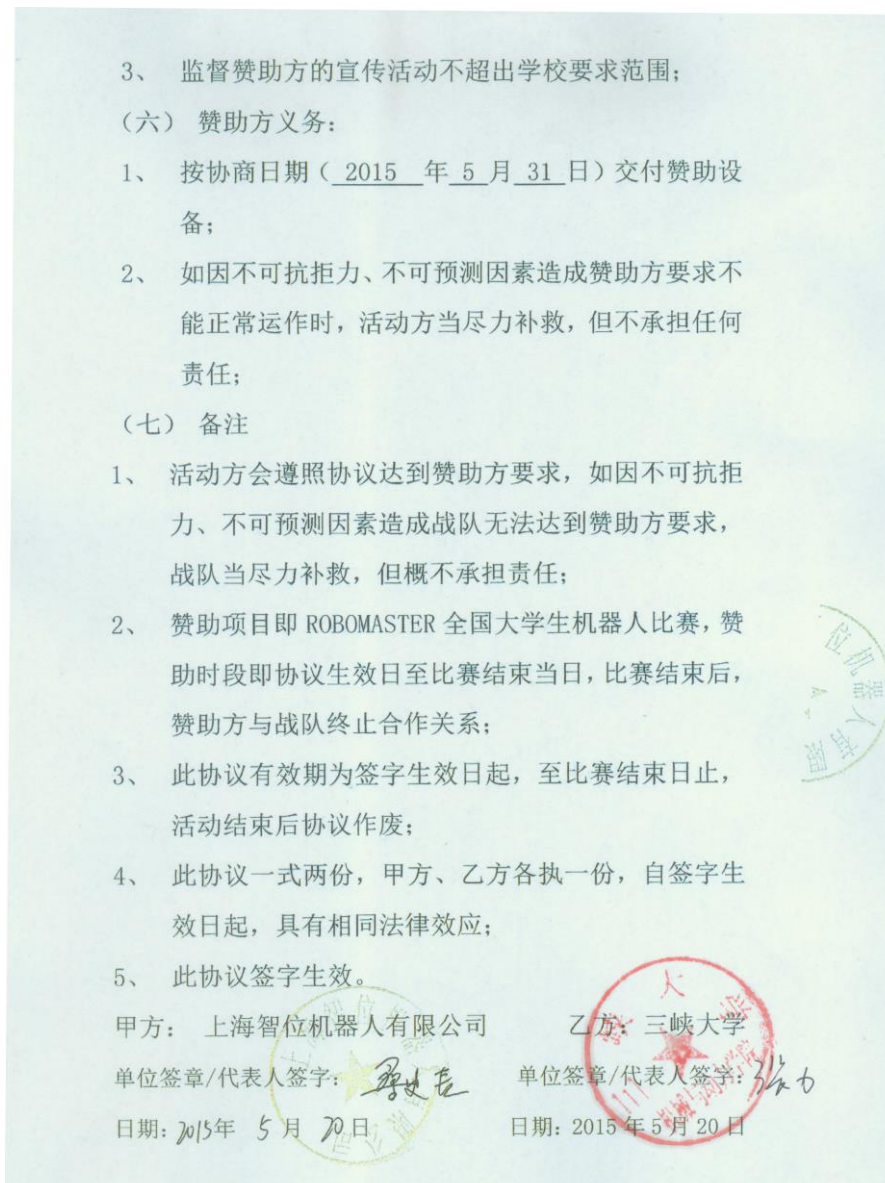 3、 监督赞助方的宣传活动不超出学校要求范围；
（六） 赞助方义务：
1、 按协商日期（ 2015 年 5 月 31 日）交付赞助设
备；
2、 如因不可抗拒力、不可预测因素造成赞助方要求不
能正常运作时，活动方当尽力补救，但不承担任何
责任；
（七） 备注
1、 活动方会遵照协议达到赞助方要求，如因不可抗拒
力、不可预测因素造成战队无法达到赞助方要求，
战队当尽力补救，但概不承担责任；
2、 赞助项目即 ROBOMASTER 全国大学生机器人比赛，赞
助时段即协议生效日至比赛结束当日，比赛结束后，
赞助方与战队终止合作关系；
位机器人有限
3、 此协议有效期为签字生效日起，至比赛结束日止，
活动结束后协议作废；
4、 此协议一式两份，甲方、乙方各执一份，自签字生
效日起，具有相同法律效应；
5、 此协议签字生效。
甲方： 上海智位机器人有限公司 乙方：三峡大学
单位签章/代表人签字： 单位签章/代表人签字：张力
日期：2015年 5 月 20日 日期：2015 年 5 月 20 日